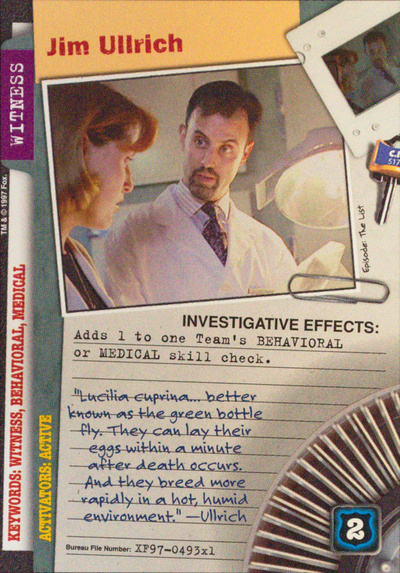 Jim Ullrich
WITNESS
TM & © 1997 Fox.
KEYWORDS: WITNESS, BEHAVIORAL, MEDICAL
ACTIVATORS: ACTIVE
Episode: The List
INVESTIGATIVE EFFECTS:
Adds 1 to one Team's BEHAVIORAL
or MEDICAL skill check.
"Lucilia cuprina... better
known as the green bottle
fly. They can lay their
eggs within a minute
after death occurs.
And they breed more
rapidly in a hot, humid
environment." —Ullrich
Bureau File Number: XF97-0493x1
2